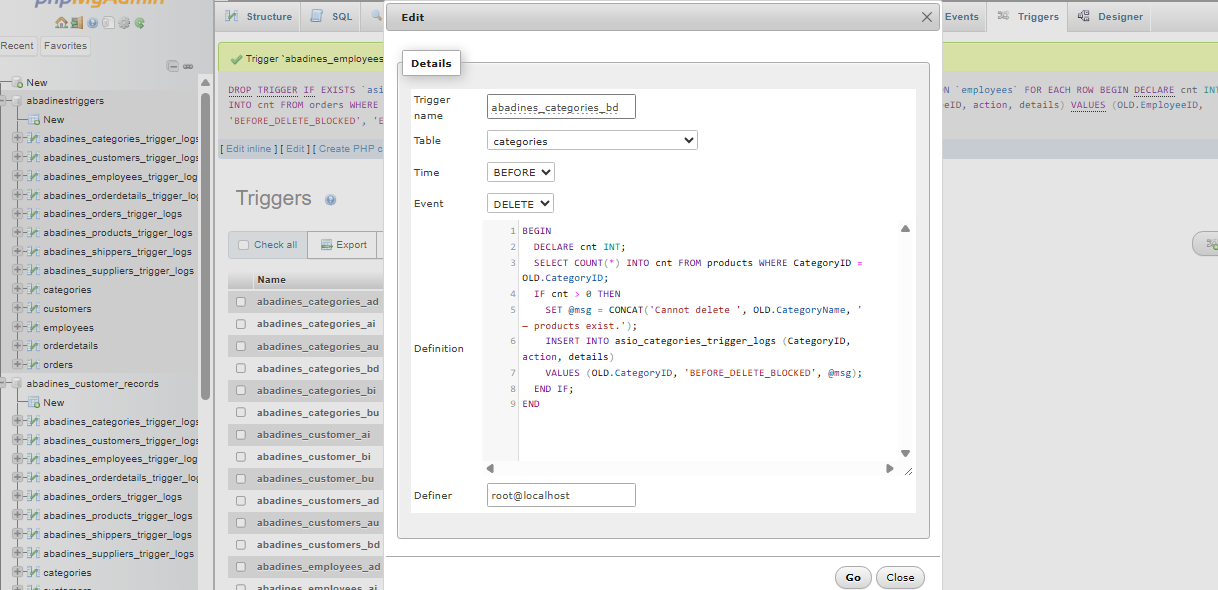 phpMyAdmin
Recent
Favorites
New
abadinestriggers
New
abadines_categories_trigger_logs
abadines_customers_trigger_logs
abadines_employees_trigger_log
abadines_orderdetails_trigger_lo
abadines_orders_trigger_logs
abadines_products_trigger_logs
abadines_shippers_trigger_logs
abadines_suppliers_trigger_logs
categories
customers
employees
orderdetails
orders
abadines_customer_records
New
abadines_categories_trigger_logs
abadines_customers_trigger_logs
abadines_employees_trigger_log
abadines_orderdetails_trigger_lo
abadines_orders_trigger_logs
abadines_products_trigger_logs
abadines_shippers_trigger_logs
abadines_suppliers_trigger_logs
categories
Structure
SQL
Events
Triggers
Designer
Trigger `abadines_employees
DROP TRIGGER IF EXISTS `asi
INTO cnt FROM orders WHERE
'BEFORE_DELETE_BLOCKED', 'E
N `employees` FOR EACH ROW BEGIN DECLARE cnt INT
eID, action, details) VALUES (OLD.EmployeeID,
[ Edit inline ] [ Edit ] [ Create PHP c
Triggers
Check all
Export
Name
abadines_categories_ad
abadines_categories_ai
abadines_categories_au
abadines_categories_bd
abadines_categories_bi
abadines_categories_bu
abadines_customer_ai
abadines_customer_bi
abadines_customer_bu
abadines_customers_ad
abadines_customers_au
abadines_customers_bd
abadines_employees_ad
abadines_employees_ai
Edit
Details
Trigger name
abadines_categories_bd
Table
categories
Time
BEFORE
Event
DELETE
Definition
1 BEGIN
2 DECLARE cnt INT;
3 SELECT COUNT(*) INTO cnt FROM products WHERE CategoryID =
OLD.CategoryID;
4 IF cnt > 0 THEN
5 SET @msg = CONCAT('Cannot delete ', OLD.CategoryName, '
— products exist.');
6 INSERT INTO asio_categories_trigger_logs (CategoryID,
action, details)
7 VALUES (OLD.CategoryID, 'BEFORE_DELETE_BLOCKED', @msg);
8 END IF;
9 END
Definer
root@localhost
Go
Close